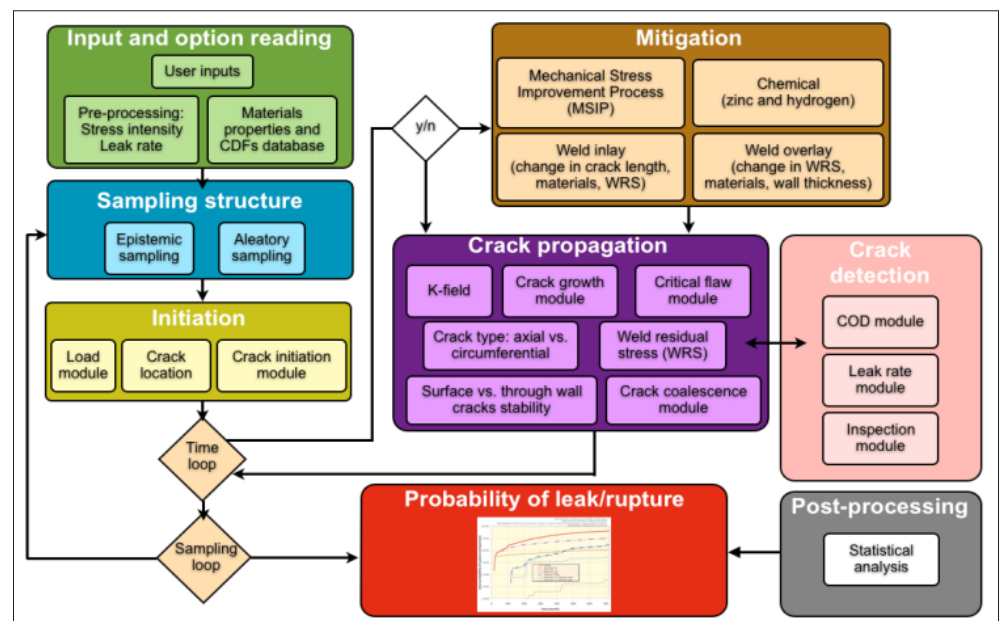 Input and option reading
User inputs
Pre-processing:
Stress intensity
Leak rate
Materials
properties and
CDFs database
Sampling structure
Epistemic
sampling
Aleatory
sampling
Initiation
Load
module
Crack
location
Crack initiation
module
Time
loop
Sampling
loop
y/n
Mitigation
Mechanical Stress
Improvement Process
(MSIP)
Chemical
(zinc and hydrogen)
Weld inlay
(change in crack length,
materials, WRS)
Weld overlay
(change in WRS,
materials, wall thickness)
Crack propagation
K-field
Crack growth
module
Critical flaw
module
Crack type: axial vs.
circumferential
Weld residual
stress (WRS)
Surface vs. through wall
cracks stability
Crack coalescence
module
Crack
detection
COD module
Leak rate
module
Inspection
module
Probability of leak/rupture
Post-processing
Statistical
analysis